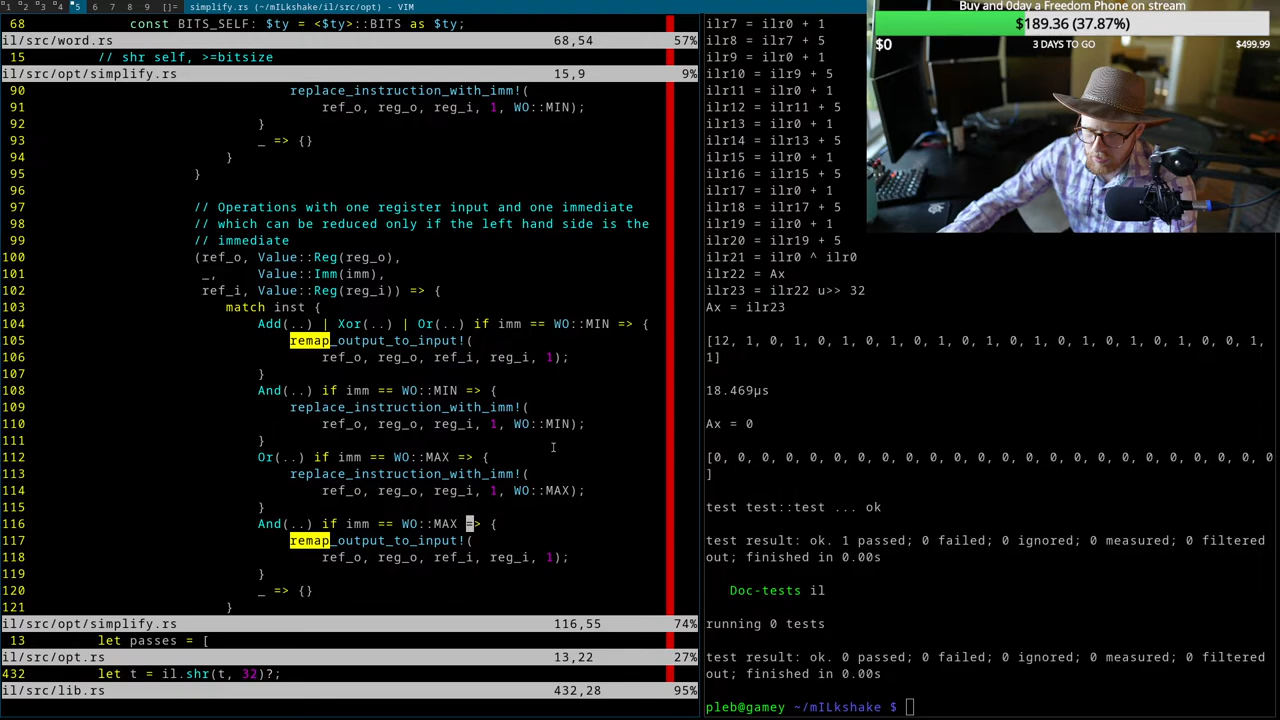 1 2 3 4 5 6 7 8 9 []= simplify.rs (~/mILkshake/il/src/opt) - VIM
68 const BITS_SELF: $ty = <$ty>::BITS as $ty;
il/src/word.rs 68,54 57%
15 // shr self, >=bitsize
il/src/opt/simplify.rs 15,9 9%
90 replace_instruction_with_imm!(
91 ref_o, reg_o, reg_i, 1, WO::MIN);
92 }
93 _ => {}
94 }
95 }
96
97 // Operations with one register input and one immediate
98 // which can be reduced only if the left hand side is the
99 // immediate
100 (ref_o, Value::Reg(reg_o),
101 _, Value::Imm(imm),
102 ref_i, Value::Reg(reg_i)) => {
103 match inst {
104 Add(..) | Xor(..) | Or(..) if imm == WO::MIN => {
105 remap_output_to_input!(
106 ref_o, reg_o, ref_i, reg_i, 1);
107 }
108 And(..) if imm == WO::MIN => {
109 replace_instruction_with_imm!(
110 ref_o, reg_o, reg_i, 1, WO::MIN);
111 }
112 Or(..) if imm == WO::MAX => {
113 replace_instruction_with_imm!(
114 ref_o, reg_o, reg_i, 1, WO::MAX);
115 }
116 And(..) if imm == WO::MAX => {
117 remap_output_to_input!(
118 ref_o, reg_o, ref_i, reg_i, 1);
119 }
120 _ => {}
121 }
il/src/opt/simplify.rs 116,55 74%
13 let passes = [
il/src/opt.rs 13,22 27%
432 let t = il.shr(t, 32)?;
il/src/lib.rs 432,28 95%
ilr7 = ilr0 + 1
ilr8 = ilr7 + 5
ilr9 = ilr0 + 1
ilr10 = ilr9 + 5
ilr11 = ilr0 + 1
ilr12 = ilr11 + 5
ilr13 = ilr0 + 1
ilr14 = ilr13 + 5
ilr15 = ilr0 + 1
ilr16 = ilr15 + 5
ilr17 = ilr0 + 1
ilr18 = ilr17 + 5
ilr19 = ilr0 + 1
ilr20 = ilr19 + 5
ilr21 = ilr0 ^ ilr0
ilr22 = Ax
ilr23 = ilr22 u>> 32
Ax = ilr23
[12, 1, 0, 1, 0, 1, 0, 1, 0, 1, 0, 1, 0, 1, 0, 1, 0, 1, 0, 1, 0, 0, 1,
1]
18.469µs
Ax = 0
[0, 0, 0, 0, 0, 0, 0, 0, 0, 0, 0, 0, 0, 0, 0, 0, 0, 0, 0, 0, 0, 0, 0, 0
]
test test::test ... ok
test result: ok. 1 passed; 0 failed; 0 ignored; 0 measured; 0 filtered
out; finished in 0.00s
Doc-tests il
running 0 tests
test result: ok. 0 passed; 0 failed; 0 ignored; 0 measured; 0 filtered
out; finished in 0.00s
pleb@gamey ~/mILkshake $
Buy and 0day a Freedom Phone on stream
$189.36 (37.87%)
$0 3 DAYS TO GO $499.99